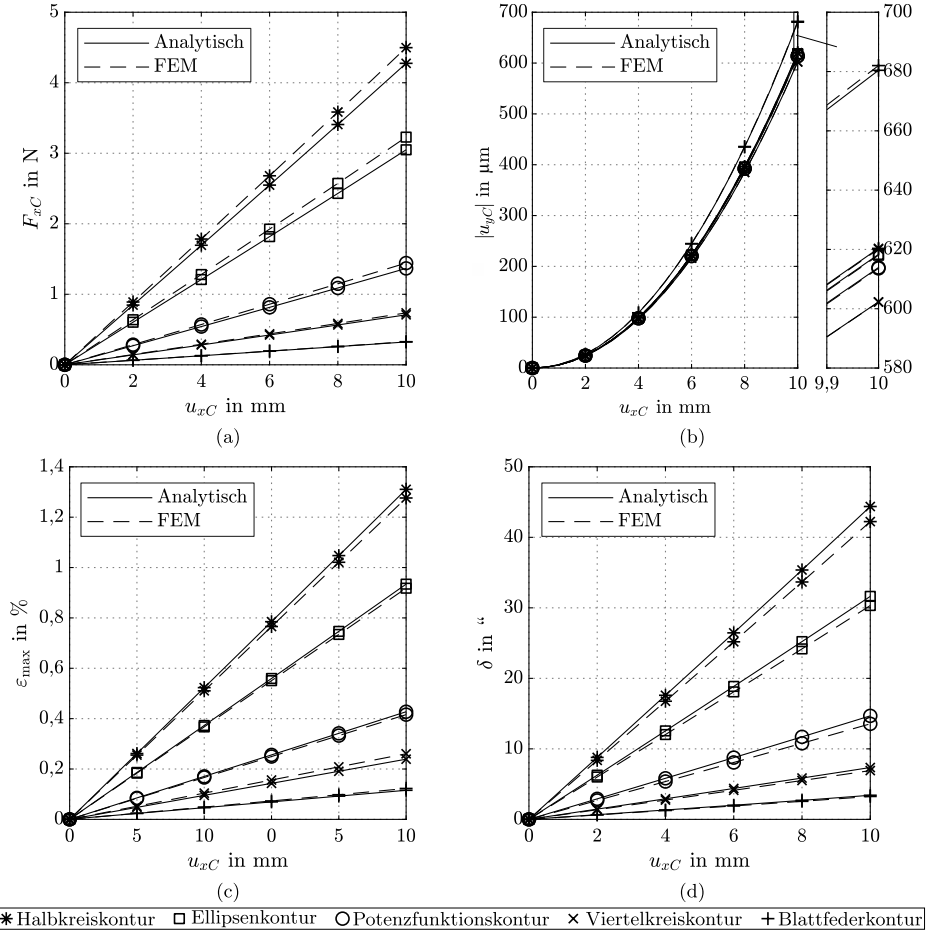 5
4
3
2
1
0
F_xC in N
Analytisch
FEM
0 2 4 6 8 10
u_xC in mm
(a)
700
600
500
400
300
200
100
0
|u_yC| in µm
Analytisch
FEM
0 2 4 6 8 10
u_xC in mm
700
680
660
640
620
600
580
9,9 10
(b)
1,4
1,2
1
0,8
0,6
0,4
0,2
0
ε_max in %
Analytisch
FEM
0 5 10 0 5 10
u_xC in mm
(c)
50
40
30
20
10
0
δ in “
Analytisch
FEM
0 2 4 6 8 10
u_xC in mm
(d)
Halbkreiskontur Ellipsenkontur Potenzfunktionskontur Viertelkreiskontur Blattfederkontur